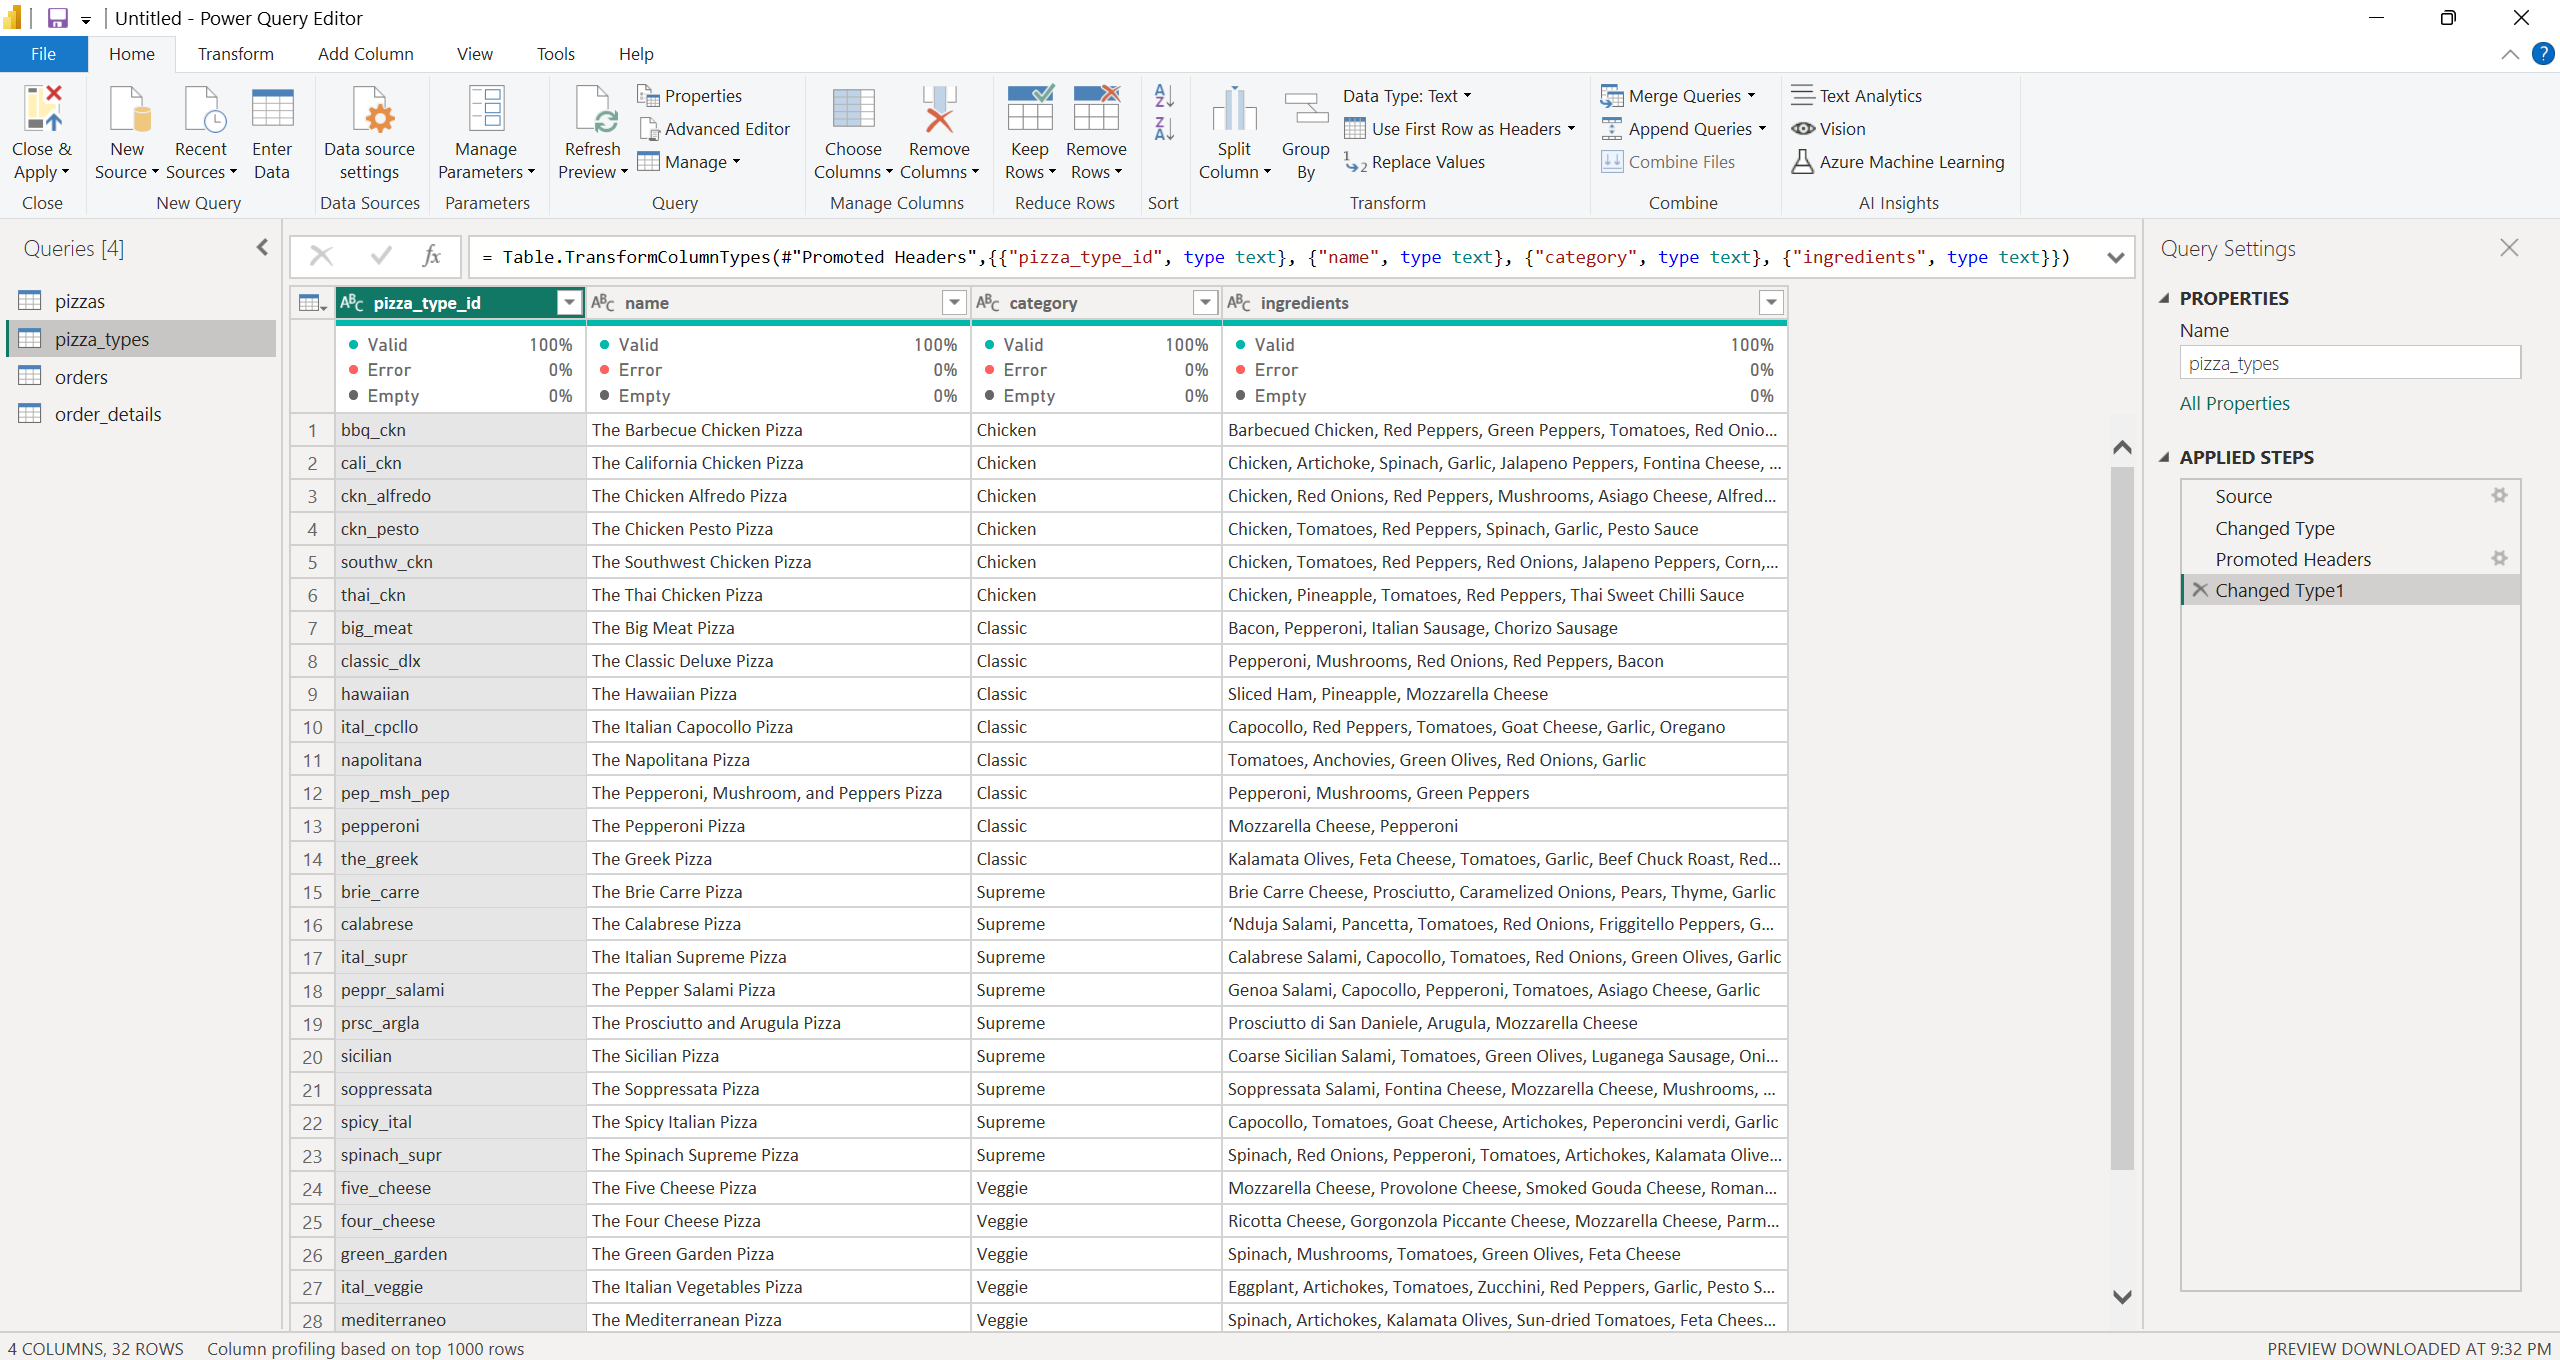 Untitled - Power Query Editor
File Home Transform Add Column View Tools Help
Close & Apply
Close
New Source
Recent Sources
Enter Data
New Query
Data source settings
Data Sources
Manage Parameters
Parameters
Refresh Preview
Properties
Advanced Editor
Manage
Query
Choose Columns
Remove Columns
Manage Columns
Keep Rows
Remove Rows
Reduce Rows
Sort
Split Column
Group By
Data Type: Text
Use First Row as Headers
Replace Values
Transform
Merge Queries
Append Queries
Combine Files
Combine
Text Analytics
Vision
Azure Machine Learning
AI Insights
Queries [4]
pizzas
pizza_types
orders
order_details
fx = Table.TransformColumnTypes(#"Promoted Headers",{{"pizza_type_id", type text}, {"name", type text}, {"category", type text}, {"ingredients", type text}})
ABC pizza_type_id ABC name ABC category ABC ingredients
Valid 100% Valid 100% Valid 100% Valid 100%
Error 0% Error 0% Error 0% Error 0%
Empty 0% Empty 0% Empty 0% Empty 0%
1 bbq_ckn The Barbecue Chicken Pizza Chicken Barbecued Chicken, Red Peppers, Green Peppers, Tomatoes, Red Onio...
2 cali_ckn The California Chicken Pizza Chicken Chicken, Artichoke, Spinach, Garlic, Jalapeno Peppers, Fontina Cheese, ...
3 ckn_alfredo The Chicken Alfredo Pizza Chicken Chicken, Red Onions, Red Peppers, Mushrooms, Asiago Cheese, Alfred...
4 ckn_pesto The Chicken Pesto Pizza Chicken Chicken, Tomatoes, Red Peppers, Spinach, Garlic, Pesto Sauce
5 southw_ckn The Southwest Chicken Pizza Chicken Chicken, Tomatoes, Red Peppers, Red Onions, Jalapeno Peppers, Corn,...
6 thai_ckn The Thai Chicken Pizza Chicken Chicken, Pineapple, Tomatoes, Red Peppers, Thai Sweet Chilli Sauce
7 big_meat The Big Meat Pizza Classic Bacon, Pepperoni, Italian Sausage, Chorizo Sausage
8 classic_dlx The Classic Deluxe Pizza Classic Pepperoni, Mushrooms, Red Onions, Red Peppers, Bacon
9 hawaiian The Hawaiian Pizza Classic Sliced Ham, Pineapple, Mozzarella Cheese
10 ital_cpcllo The Italian Capocollo Pizza Classic Capocollo, Red Peppers, Tomatoes, Goat Cheese, Garlic, Oregano
11 napolitana The Napolitana Pizza Classic Tomatoes, Anchovies, Green Olives, Red Onions, Garlic
12 pep_msh_pep The Pepperoni, Mushroom, and Peppers Pizza Classic Pepperoni, Mushrooms, Green Peppers
13 pepperoni The Pepperoni Pizza Classic Mozzarella Cheese, Pepperoni
14 the_greek The Greek Pizza Classic Kalamata Olives, Feta Cheese, Tomatoes, Garlic, Beef Chuck Roast, Red...
15 brie_carre The Brie Carre Pizza Supreme Brie Carre Cheese, Prosciutto, Caramelized Onions, Pears, Thyme, Garlic
16 calabrese The Calabrese Pizza Supreme ‘Nduja Salami, Pancetta, Tomatoes, Red Onions, Friggitello Peppers, G...
17 ital_supr The Italian Supreme Pizza Supreme Calabrese Salami, Capocollo, Tomatoes, Red Onions, Green Olives, Garlic
18 peppr_salami The Pepper Salami Pizza Supreme Genoa Salami, Capocollo, Pepperoni, Tomatoes, Asiago Cheese, Garlic
19 prsc_argla The Prosciutto and Arugula Pizza Supreme Prosciutto di San Daniele, Arugula, Mozzarella Cheese
20 sicilian The Sicilian Pizza Supreme Coarse Sicilian Salami, Tomatoes, Green Olives, Luganega Sausage, Oni...
21 soppressata The Soppressata Pizza Supreme Soppressata Salami, Fontina Cheese, Mozzarella Cheese, Mushrooms, ...
22 spicy_ital The Spicy Italian Pizza Supreme Capocollo, Tomatoes, Goat Cheese, Artichokes, Peperoncini verdi, Garlic
23 spinach_supr The Spinach Supreme Pizza Supreme Spinach, Red Onions, Pepperoni, Tomatoes, Artichokes, Kalamata Olive...
24 five_cheese The Five Cheese Pizza Veggie Mozzarella Cheese, Provolone Cheese, Smoked Gouda Cheese, Roman...
25 four_cheese The Four Cheese Pizza Veggie Ricotta Cheese, Gorgonzola Piccante Cheese, Mozzarella Cheese, Parm...
26 green_garden The Green Garden Pizza Veggie Spinach, Mushrooms, Tomatoes, Green Olives, Feta Cheese
27 ital_veggie The Italian Vegetables Pizza Veggie Eggplant, Artichokes, Tomatoes, Zucchini, Red Peppers, Garlic, Pesto S...
28 mediterraneo The Mediterranean Pizza Veggie Spinach, Artichokes, Kalamata Olives, Sun-dried Tomatoes, Feta Chees...
Query Settings
PROPERTIES
Name
pizza_types
All Properties
APPLIED STEPS
Source
Changed Type
Promoted Headers
Changed Type1
4 COLUMNS, 32 ROWS Column profiling based on top 1000 rows
PREVIEW DOWNLOADED AT 9:32 PM